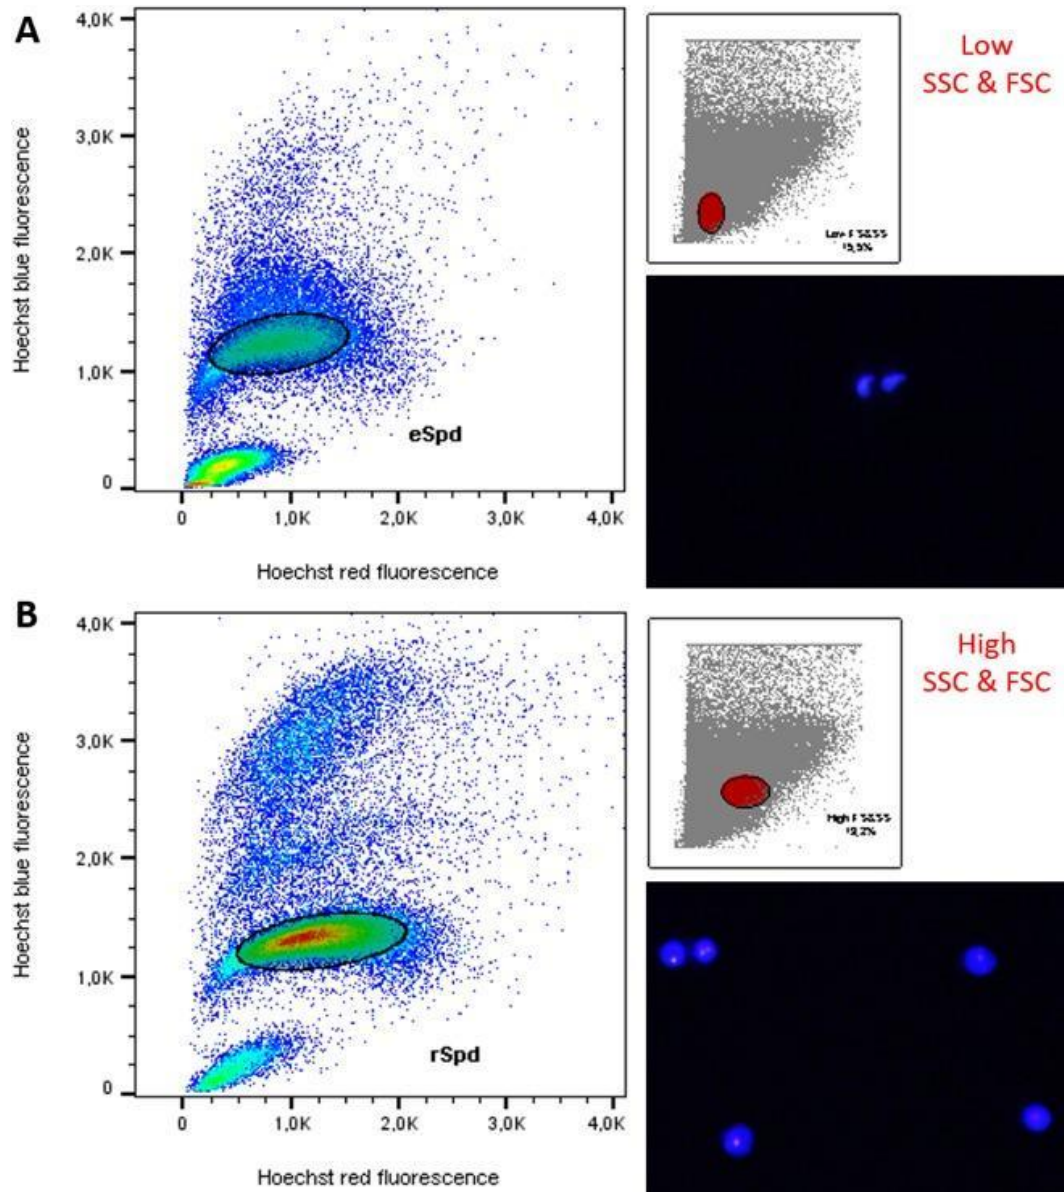 A
4,0K
3,0K
2,0K
1,0K
0
Hoechst blue fluorescence
eSpd
0
1,0K
2,0K
3,0K
4,0K
Hoechst red fluorescence
Low
SSC & FSC
B
4,0K
3,0K
2,0K
1,0K
0
Hoechst blue fluorescence
rSpd
0
1,0K
2,0K
3,0K
4,0K
Hoechst red fluorescence
High
SSC & FSC